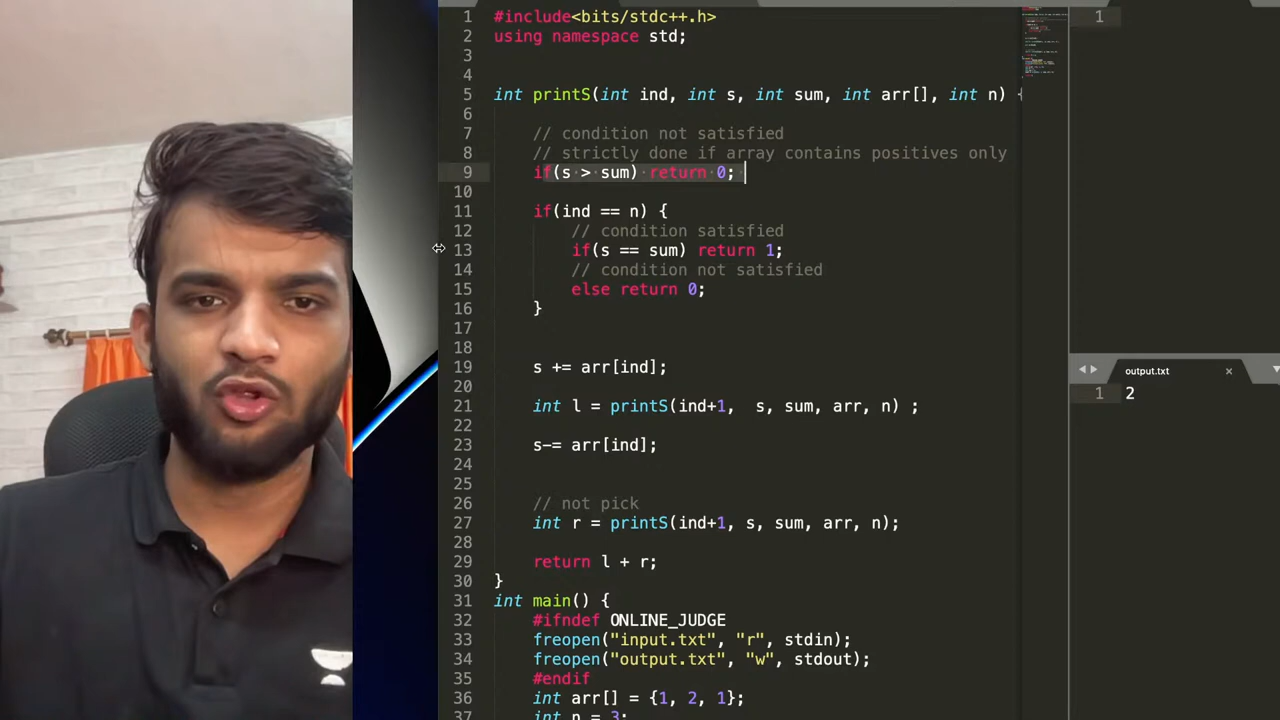 1 #include<bits/stdc++.h>
2 using namespace std;
3
4
5 int printS(int ind, int s, int sum, int arr[], int n) {
6
7 // condition not satisfied
8 // strictly done if array contains positives only
9 if(s > sum) return 0;
10
11 if(ind == n) {
12 // condition satisfied
13 if(s == sum) return 1;
14 // condition not satisfied
15 else return 0;
16 }
17
18
19 s += arr[ind];
20
21 int l = printS(ind+1,  s, sum, arr, n) ;
22
23 s-= arr[ind];
24
25
26 // not pick
27 int r = printS(ind+1, s, sum, arr, n);
28
29 return l + r;
30 }
31 int main() {
32 #ifndef ONLINE_JUDGE
33 freopen("input.txt", "r", stdin);
34 freopen("output.txt", "w", stdout);
35 #endif
36 int arr[] = {1, 2, 1};
37 int n = 3;
1
output.txt ×
1 2